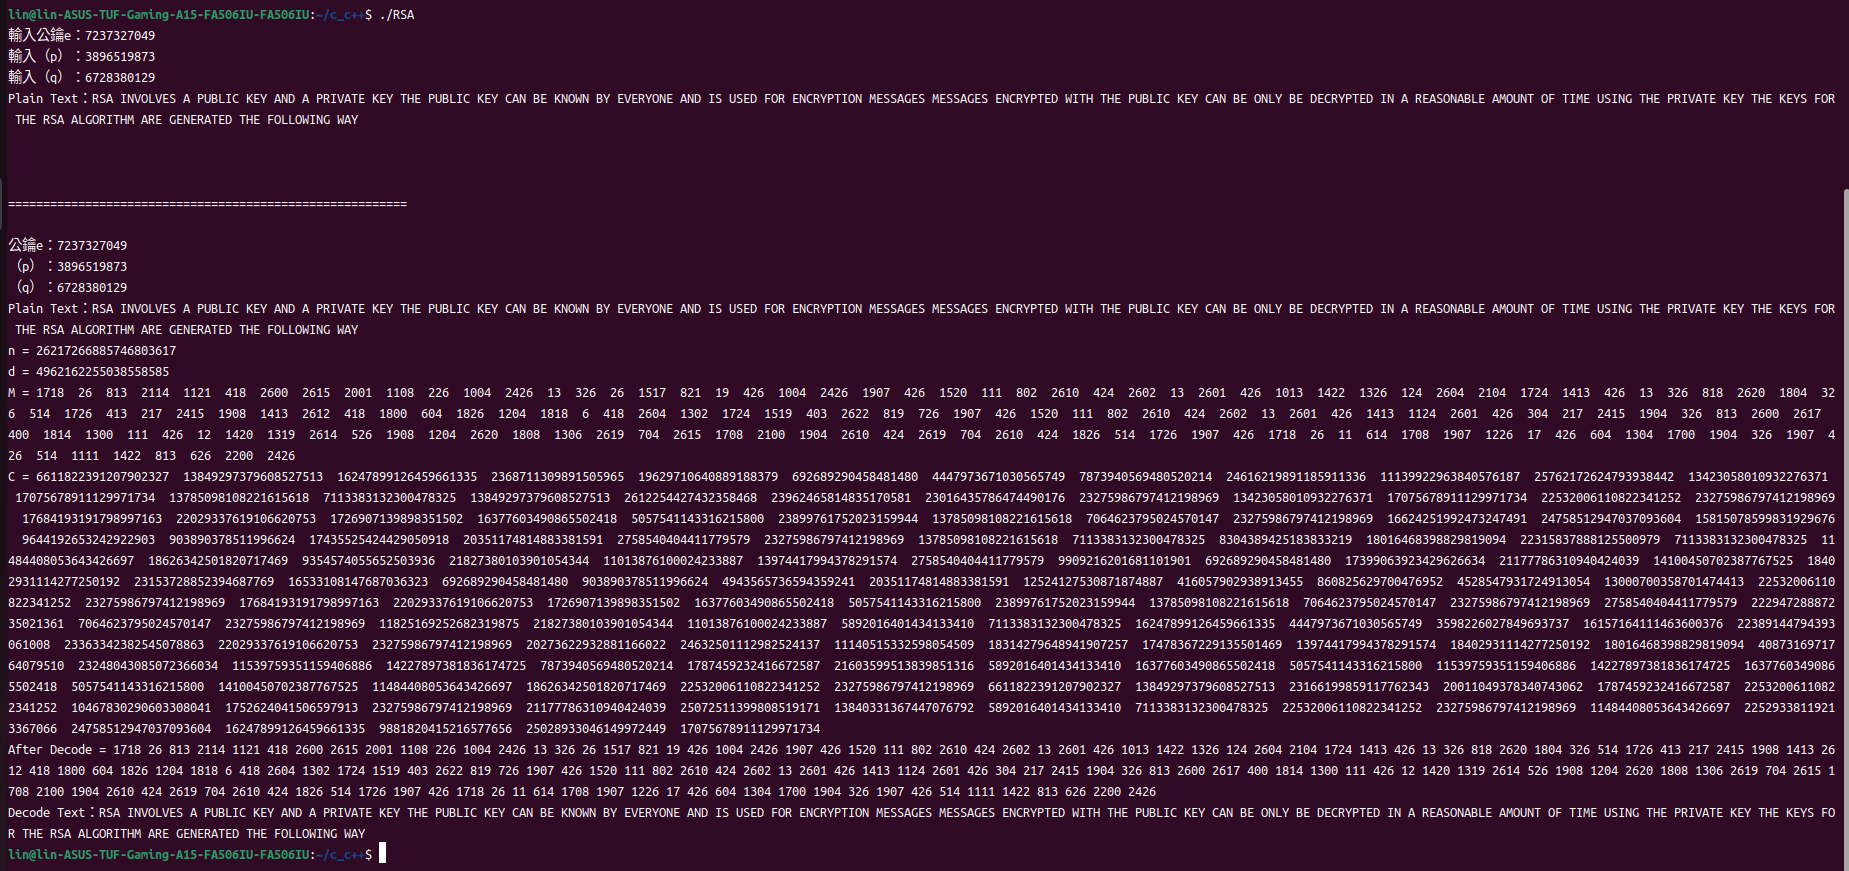 lin@lin-ASUS-TUF-Gaming-A15-FA506IU-FA506IU:~/c_c++$ ./RSA
輸入公鑰e：7237327049
輸入（p）：3896519873
輸入（q）：6728380129
Plain Text：RSA INVOLVES A PUBLIC KEY AND A PRIVATE KEY THE PUBLIC KEY CAN BE KNOWN BY EVERYONE AND IS USED FOR ENCRYPTION MESSAGES MESSAGES ENCRYPTED WITH THE PUBLIC KEY CAN BE ONLY BE DECRYPTED IN A REASONABLE AMOUNT OF TIME USING THE PRIVATE KEY THE KEYS FOR
THE RSA ALGORITHM ARE GENERATED THE FOLLOWING WAY
=========================================================
公鑰e：7237327049
（p）：3896519873
（q）：6728380129
Plain Text：RSA INVOLVES A PUBLIC KEY AND A PRIVATE KEY THE PUBLIC KEY CAN BE KNOWN BY EVERYONE AND IS USED FOR ENCRYPTION MESSAGES MESSAGES ENCRYPTED WITH THE PUBLIC KEY CAN BE ONLY BE DECRYPTED IN A REASONABLE AMOUNT OF TIME USING THE PRIVATE KEY THE KEYS FOR
THE RSA ALGORITHM ARE GENERATED THE FOLLOWING WAY
n = 26217266885746803617
d = 4962162255038558585
M = 1718 26 813 2114 1121 418 2600 2615 2001 1108 226 1004 2426 13 326 26 1517 821 19 426 1004 2426 1907 426 1520 111 802 2610 424 2602 13 2601 426 1013 1422 1326 124 2604 2104 1724 1413 426 13 326 818 2620 1804 32
6 514 1726 413 217 2415 1908 1413 2612 418 1800 604 1826 1204 1818 6 418 2604 1302 1724 1519 403 2622 819 726 1907 426 1520 111 802 2610 424 2602 13 2601 426 1413 1124 2601 426 304 217 2415 1904 326 813 2600 2617
400 1814 1300 111 426 12 1420 1319 2614 526 1908 1204 2620 1808 1306 2619 704 2615 1708 2100 1904 2610 424 2619 704 2610 424 1826 514 1726 1907 426 1718 26 11 614 1708 1907 1226 17 426 604 1304 1700 1904 326 1907 4
26 514 1111 1422 813 626 2200 2426
C = 6611822391207902327 13849297379608527513 16247899126459661335 2368711309891505965 19629710640889188379 692689290458481480 4447973671030565749 7873940569480520214 24616219891185911336 11139922963840576187 25762172624793938442 13423058010932276371
17075678911129971734 13785098108221615618 7113383132300478325 13849297379608527513 2612254427432358468 23962465814835170581 23016435786474490176 23275986797412198969 13423058010932276371 17075678911129971734 22532006110822341252 23275986797412198969
17684193191798997163 22029337619106620753 1726907139898351502 16377603490865502418 5057541143316215800 23899761752023159944 13785098108221615618 7064623795024570147 23275986797412198969 16624251992473247491 24758512947037093604 15815078599831929676
9644192653242922903 903890378511996624 17435525424429050918 20351174814883381591 2758540404411779579 23275986797412198969 13785098108221615618 7113383132300478325 8304389425183833219 18016468398829819094 22315837888125500979 7113383132300478325 11
484408053643426697 18626342501820717469 9354574055652503936 21827380103901054344 11013876100024233887 13974417994378291574 2758540404411779579 9909216201681101901 692689290458481480 17399063923429626634 21177786310940424039 14100450702387767525 1840
2931114277250192 23153728852394687769 16533108147687036323 692689290458481480 903890378511996624 4943565736594359241 20351174814883381591 12524127530871874887 416057902938913455 8608256297004769​52 4528547931724913054 13000700358701474413 22532006110
822341252 23275986797412198969 17684193191798997163 22029337619106620753 1726907139898351502 16377603490865502418 5057541143316215800 23899761752023159944 13785098108221615618 7064623795024570147 23275986797412198969 2758540404411779579 222947288872
35021361 7064623795024570147 23275986797412198969 11825169252682319875 21827380103901054344 11013876100024233887 5892016401434133410 7113383132300478325 16247899126459661335 4447973671030565749 3598226027849693737 16157164111463600376 22389144794393
061008 23363342382545078863 22029337619106620753 23275986797412198969 20273622932881166022 24632501112982524137 11140515332598054509 18314279648941907257 17478367229135501469 13974417994378291574 18402931114277250192 18016468398829819094 40873169717
64079510 23248043085072366034 11539759351159406886 14227897381836174725 7873940569480520214 17874592324166​72587 21603599513839851316 5892016401434133410 16377603490865502418 5057541143316215800 11539759351159406886 14227897381836174725 1637760349086
5502418 5057541143316215800 14100450702387767525 11484408053643426697 18626342501820717469 22532006110822341252 23275986797412198969 6611822391207902327 13849297379608527513 23166199859117762343 20011049378340743062 1787459232416672587 2253200611082
2341252 10467830290603308041 1752624041506597913 23275986797412198969 21177786310940424039 25072511399808519171 13840331367447076792 5892016401434133410 7113383132300478325 22532006110822341252 23275986797412198969 11484408053643426697 2252933811921
3367066 24758512947037093604 16247899126459661335 9881820415216577656 25028933046149972449 17075678911129971734
After Decode = 1718 26 813 2114 1121 418 2600 2615 2001 1108 226 1004 2426 13 326 26 1517 821 19 426 1004 2426 1907 426 1520 111 802 2610 424 2602 13 2601 426 1013 1422 1326 124 2604 2104 1724 1413 426 13 326 818 2620 1804 326 514 1726 413 217 2415 1908 1413 26
12 418 1800 604 1826 1204 1818 6 418 2604 1302 1724 1519 403 2622 819 726 1907 426 1520 111 802 2610 424 2602 13 2601 426 1413 1124 2601 426 304 217 2415 1904 326 813 2600 2617 400 1814 1300 111 426 12 1420 1319 2614 526 1908 1204 2620 1808 1306 2619 704 2615 1
708 2100 1904 2610 424 2619 704 2610 424 1826 514 1726 1907 426 1718 26 11 614 1708 1907 1226 17 426 604 1304 1700 1904 326 1907 426 514 1111 1422 813 626 2200 2426
Decode Text：RSA INVOLVES A PUBLIC KEY AND A PRIVATE KEY THE PUBLIC KEY CAN BE KNOWN BY EVERYONE AND IS USED FOR ENCRYPTION MESSAGES MESSAGES ENCRYPTED WITH THE PUBLIC KEY CAN BE ONLY BE DECRYPTED IN A REASONABLE AMOUNT OF TIME USING THE PRIVATE KEY THE KEYS FO
R THE RSA ALGORITHM ARE GENERATED THE FOLLOWING WAY
lin@lin-ASUS-TUF-Gaming-A15-FA506IU-FA506IU:~/c_c++$